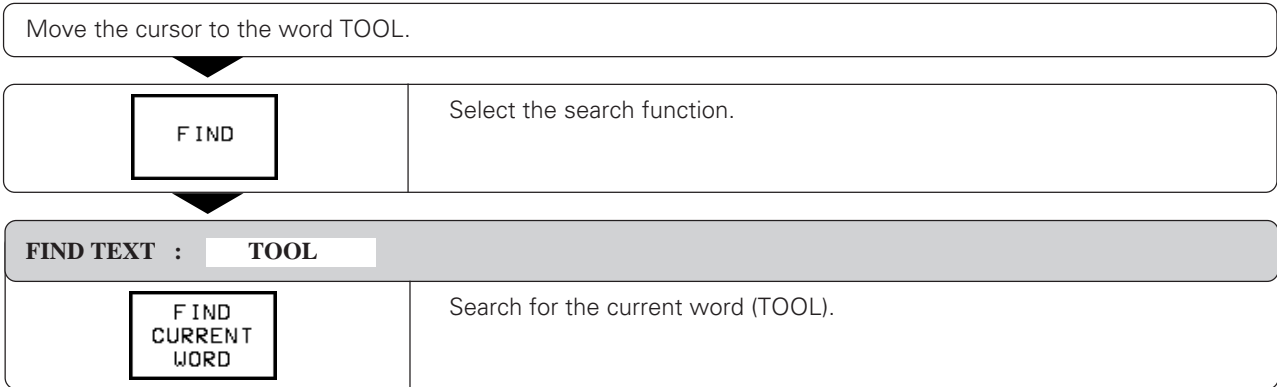 Move the cursor to the word TOOL.
FIND
Select the search function.
FIND TEXT : TOOL
FIND
CURRENT
WORD
Search for the current word (TOOL).